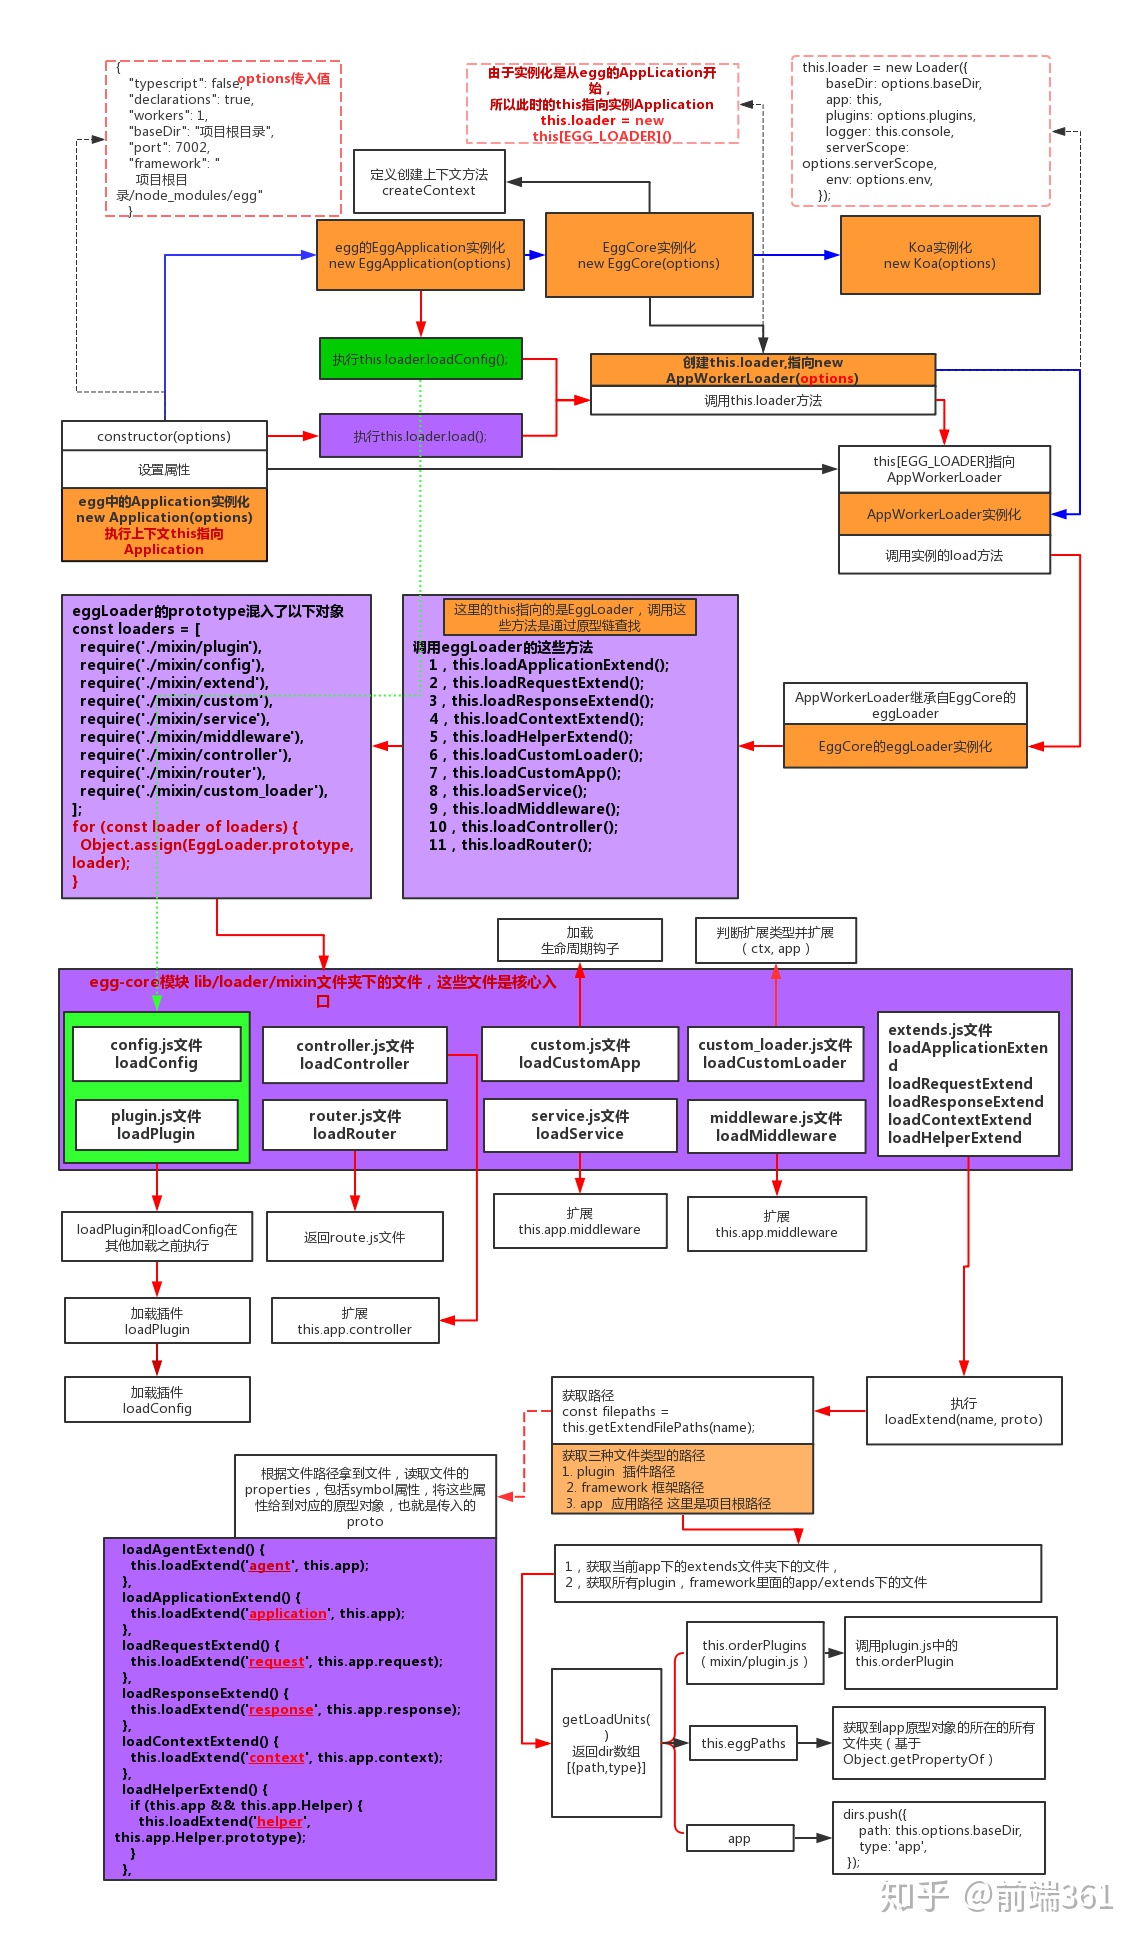 {
"typescript": false,
options传入值
"declarations": true,
"workers": 1,
"baseDir": "项目根目录",
"port": 7002,
"framework": "
项目根目
录/node_modules/egg"
}
由于实例化是从egg的AppLication开
始，
所以此时的this指向实例Application
this.loader = new
this[EGG_LOADER]()
this.loader = new Loader({
baseDir: options.baseDir,
app: this,
plugins: options.plugins,
logger: this.console,
serverScope:
options.serverScope,
env: options.env,
});
定义创建上下文方法
createContext
egg的EggApplication实例化
new EggApplication(options)
EggCore实例化
new EggCore(options)
Koa实例化
new Koa(options)
执行this.loader.loadConfig();
创建this.loader,指向new
AppWorkerLoader(options)
调用this.loader方法
constructor(options)
执行this.loader.load();
设置属性
egg中的Application实例化
new Application(options)
执行上下文this指向
Application
this[EGG_LOADER]指向
AppWorkerLoader
AppWorkerLoader实例化
调用实例的load方法
eggLoader的prototype混入了以下对象
const loaders = [
require('./mixin/plugin'),
require('./mixin/config'),
require('./mixin/extend'),
require('./mixin/custom'),
require('./mixin/service'),
require('./mixin/middleware'),
require('./mixin/controller'),
require('./mixin/router'),
require('./mixin/custom_loader'),
];
for (const loader of loaders) {
Object.assign(EggLoader.prototype,
loader);
}
这里的this指向的是EggLoader，调用这
些方法是通过原型链查找
调用eggLoader的这些方法
1，this.loadApplicationExtend();
2，this.loadRequestExtend();
3，this.loadResponseExtend();
4，this.loadContextExtend();
5，this.loadHelperExtend();
6，this.loadCustomLoader();
7，this.loadCustomApp();
8，this.loadService();
9，this.loadMiddleware();
10，this.loadController();
11，this.loadRouter();
AppWorkerLoader继承自EggCore的
eggLoader
EggCore的eggLoader实例化
加载
生命周期钩子
判断扩展类型并扩展
（ctx, app）
egg-core模块 lib/loader/mixin文件夹下的文件，这些文件是核心入
口
config.js文件
loadConfig
controller.js文件
loadController
custom.js文件
loadCustomApp
custom_loader.js文件
loadCustomLoader
extends.js文件
loadApplicationExten
d
loadRequestExtend
loadResponseExtend
loadContextExtend
loadHelperExtend
plugin.js文件
loadPlugin
router.js文件
loadRouter
service.js文件
loadService
middleware.js文件
loadMiddleware
loadPlugin和loadConfig在
其他加载之前执行
返回route.js文件
扩展
this.app.middleware
扩展
this.app.middleware
加载插件
loadPlugin
扩展
this.app.controller
加载插件
loadConfig
获取路径
const filepaths =
this.getExtendFilePaths(name);
获取三种文件类型的路径
1. plugin 插件路径
2. framework 框架路径
3. app 应用路径 这里是项目根路径
执行
loadExtend(name, proto)
根据文件路径拿到文件，读取文件的
properties，包括symbol属性，将这些属
性给到对应的原型对象，也就是传入的
proto
loadAgentExtend() {
this.loadExtend('agent', this.app);
},
loadApplicationExtend() {
this.loadExtend('application', this.app);
},
loadRequestExtend() {
this.loadExtend('request', this.app.request);
},
loadResponseExtend() {
this.loadExtend('response', this.app.response);
},
loadContextExtend() {
this.loadExtend('context', this.app.context);
},
loadHelperExtend() {
if (this.app && this.app.Helper) {
this.loadExtend('helper',
this.app.Helper.prototype);
}
},
1，获取当前app下的extends文件夹下的文件，
2，获取所有plugin，framework里面的app/extends下的文件
getLoadUnits(
)
返回dir数组
[{path,type}]
this.orderPlugins
（mixin/plugin.js）
调用plugin.js中的
this.orderPlugin
this.eggPaths
获取到app原型对象的所在的所有
文件夹（基于
Object.getPropertyOf）
app
dirs.push({
path: this.options.baseDir,
type: 'app',
});
知乎 @前端361